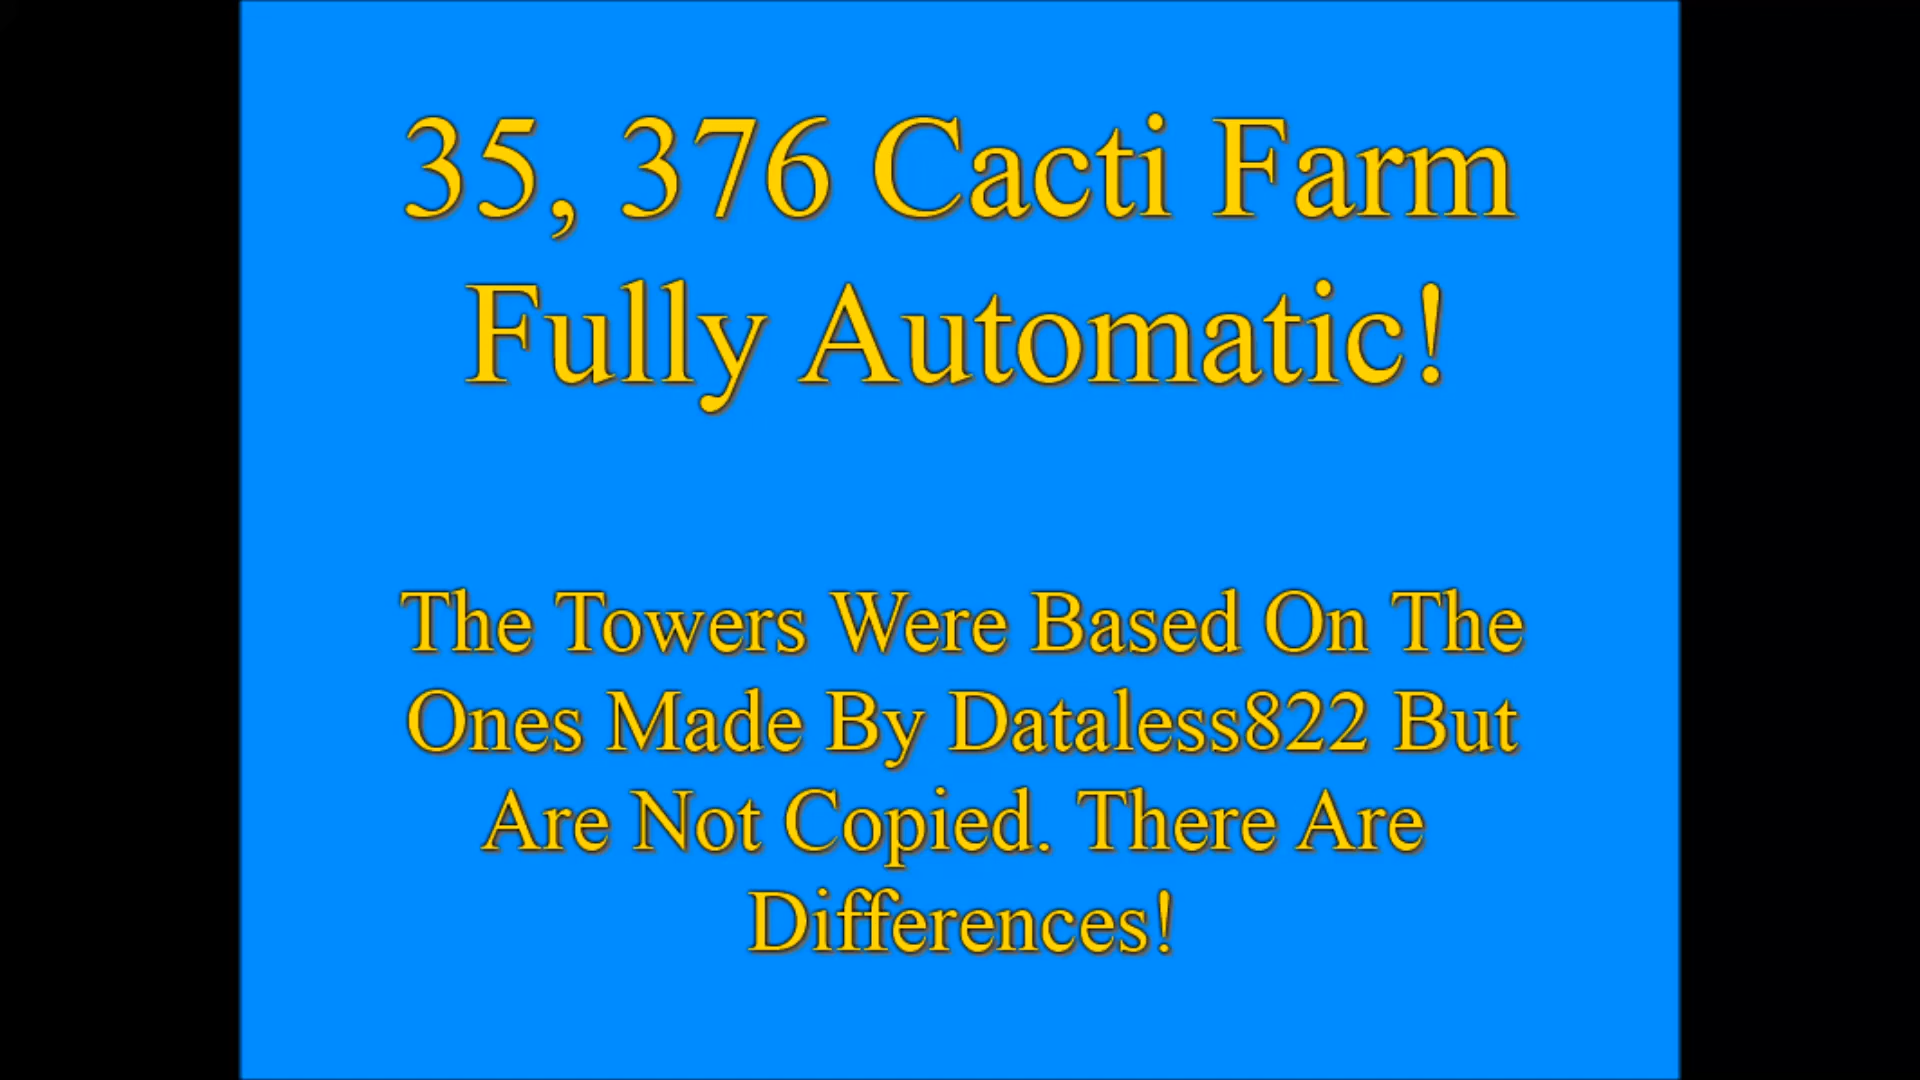 35, 376 Cacti Farm
Fully Automatic!
The Towers Were Based On The
Ones Made By Dataless822 But
Are Not Copied. There Are
Differences!